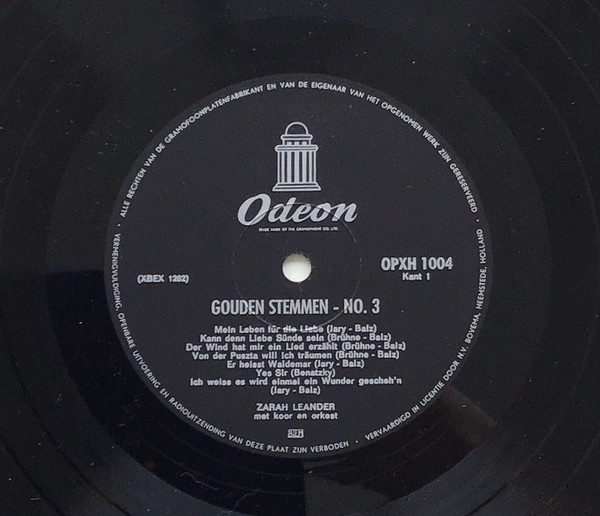 ALLE RECHTEN VAN DE GRAMOFOONPLATENFABRIKANT EN VAN DE EIGENAAR VAN HET OPGENOMEN WERK ZIJN GERESERVEERD ·
Odeon
TRADE MARK OF THE GRAMOPHONE CO. LTD.
(XBEX 1282)
OPXH 1004
Kant 1
GOUDEN STEMMEN - NO. 3
Mein Leben für die Liebe (Jary - Balz)
Kann denn Liebe Sünde sein (Brühne - Balz)
Der Wind hat mir ein Lied erzählt (Brühne - Balz)
Von der Puszta will ich träumen (Brühne - Balz)
Er heisst Waldemar (Jary - Balz)
Yes Sir (Benatzky)
Ich weiss es wird einmal ein Wunder gescheh'n
(Jary - Balz)
ZARAH LEANDER
met koor en orkest
VERMENIGVULDIGING, OPENBARE UITVOERING EN RADIOUITZENDING VAN DEZE PLAAT ZIJN VERBODEN · VERVAARDIGD IN LICENTIE DOOR N.V. BOVEMA, HEEMSTEDE, HOLLAND ·